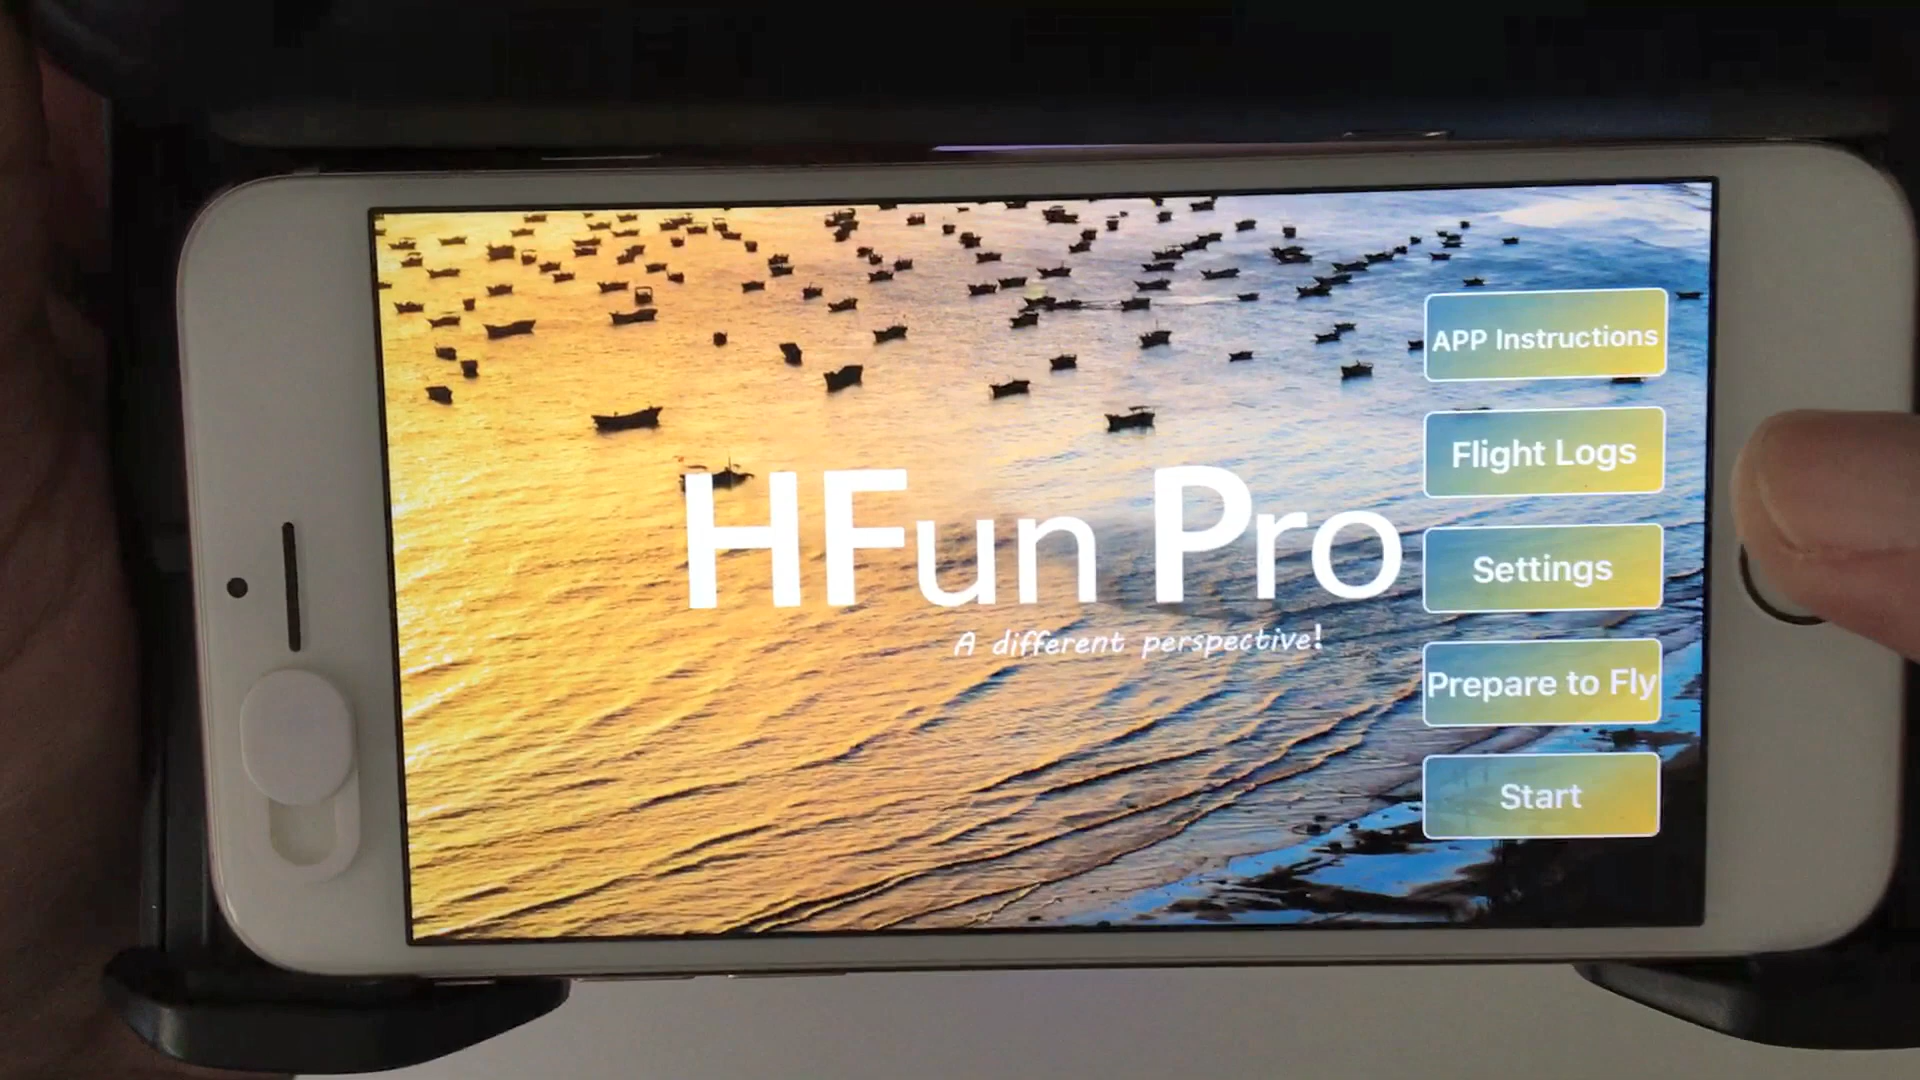 HFun Pro
A different perspective!
APP Instructions
Flight Logs
Settings
Prepare to Fly
Start